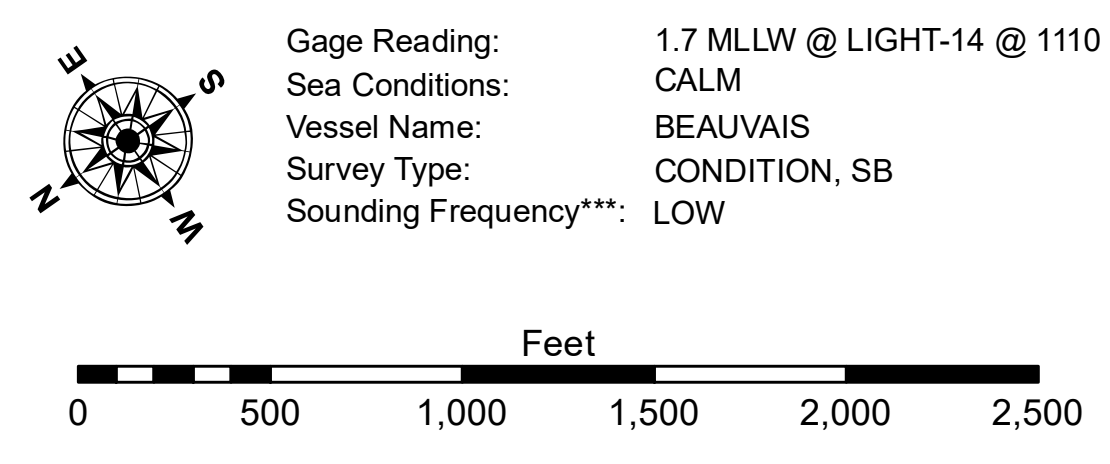 E
S
N
W
Gage Reading: 1.7 MLLW @ LIGHT-14 @ 1110
Sea Conditions: CALM
Vessel Name: BEAUVAIS
Survey Type: CONDITION, SB
Sounding Frequency***: LOW
Feet
0 500 1,000 1,500 2,000 2,500